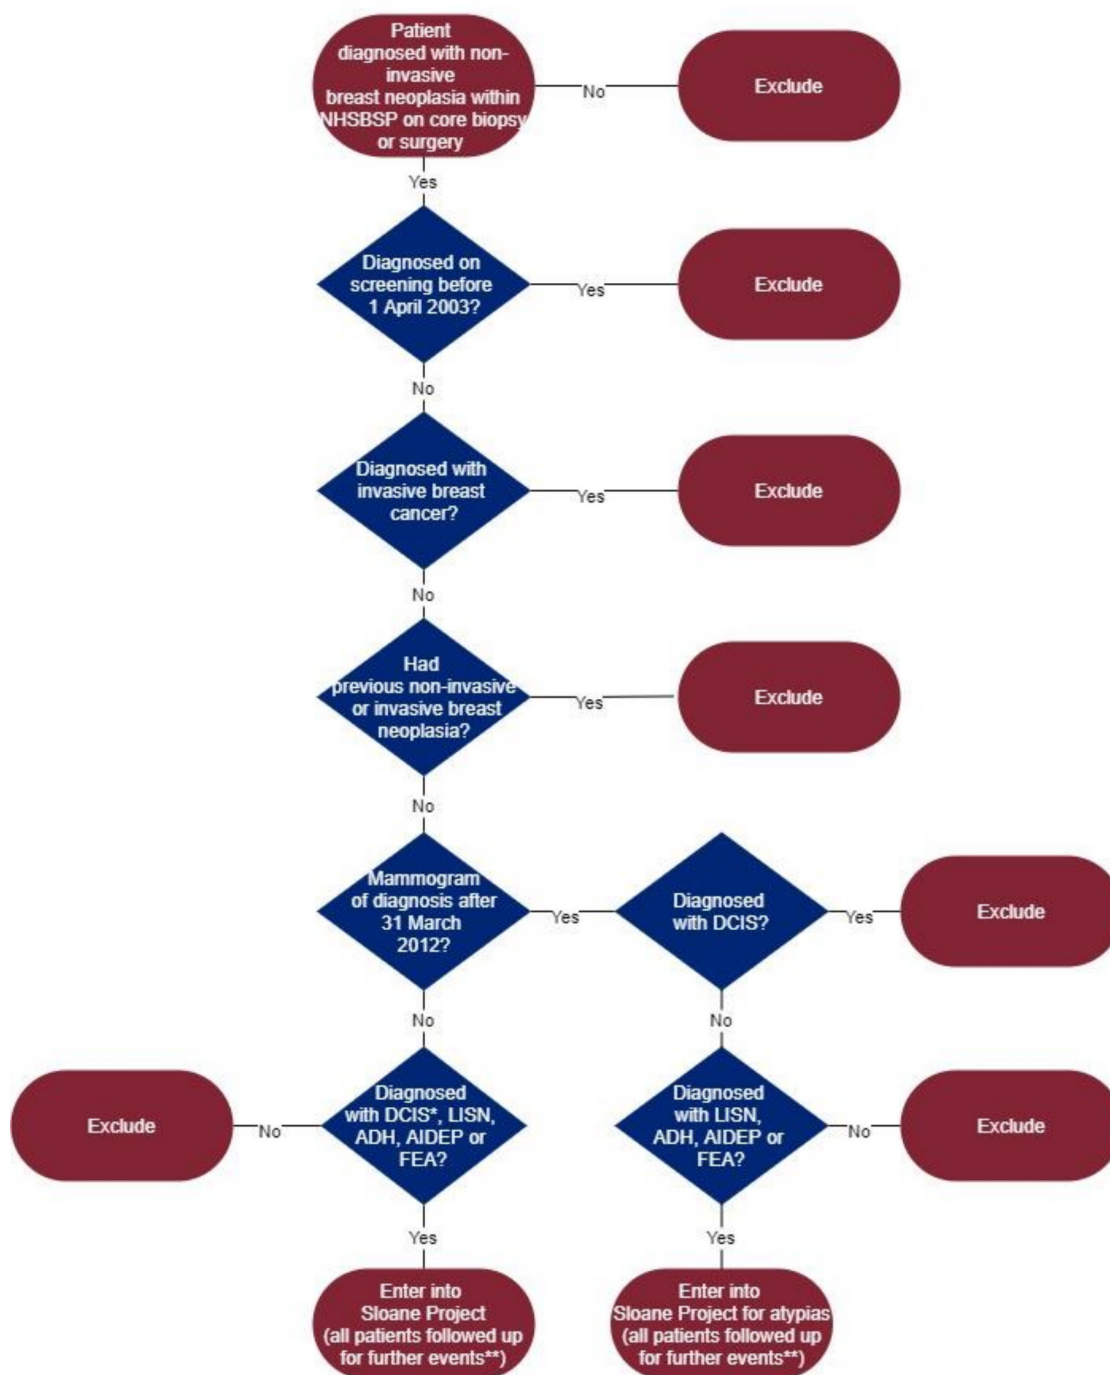 Patient
diagnosed with non-
invasive
breast neoplasia within
NHSBSP on core biopsy
or surgery
No
Exclude
Yes
Diagnosed on
screening before
1 April 2003?
Yes
Exclude
No
Diagnosed with
invasive breast
cancer?
Yes
Exclude
No
Had
previous non-invasive
or invasive breast
neoplasia?
Yes
Exclude
No
Mammogram
of diagnosis after
31 March
2012?
Yes
Diagnosed
with DCIS?
Yes
Exclude
No
No
Exclude
No
Diagnosed
with DCIS*, LISN,
ADH, AIDEP or
FEA?
Diagnosed
with LISN,
ADH, AIDEP or
FEA?
No
Exclude
Yes
Yes
Enter into
Sloane Project
(all patients followed up
for further events**)
Enter into
Sloane Project for atypias
(all patients followed up
for further events**)